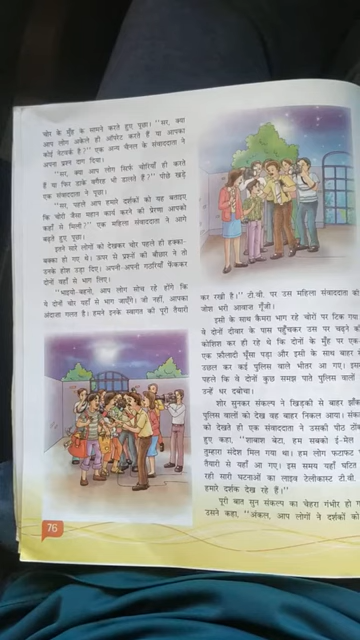 चोर के मुँह के सामने करते हुए पूछा। "सर, क्या
आप लोग अकेले ही ऑपरेट करते हैं या आपका
कोई नेटवर्क है?" एक अन्य चैनल के संवाददाता ने
अपना प्रश्न दाग दिया।
"सर, क्या आप लोग सिर्फ चोरियाँ ही करते
हैं या फिर डाके वगैरह भी डालते हैं?" पीछे खड़े
एक संवाददाता ने पूछा।
"सर, पहले आप हमारे दर्शकों को यह बताइए
कि चोरी जैसा महान कार्य करने की प्रेरणा आपको
कहाँ से मिली?" एक महिला संवाददाता ने आगे
बढ़ते हुए पूछा।
इतने सारे लोगों को देखकर चोर पहले ही हक्का-
बक्का हो गए थे। ऊपर से प्रश्नों की बौछार ने तो
उनके होश उड़ा दिए। अपनी-अपनी गठरियाँ फेंककर
दोनों वहाँ से भाग लिए।
"भाइयो-बहनो, आप लोग सोच रहे होंगे कि
ये दोनों चोर यहाँ से भाग जाएँगे। जी नहीं, आपका
अंदाजा गलत है। हमने इनके स्वागत की पूरी तैयारी
76
कर रखी है।" टी.वी. पर उस महिला संवाददाता की
जोश भरी आवाज गूँजी।
इसी के साथ कैमरा भाग रहे चोरों पर टिक गया।
वे दोनों दीवार के पास पहुँचकर उस पर चढ़ने की
कोशिश कर ही रहे थे कि दोनों के मुँह पर एक-
एक फ़ौलादी घूँसा पड़ा और इसी के साथ बाहर से
उछल कर कई पुलिस वाले भीतर आ गए। इससे
पहले कि वे दोनों कुछ समझ पाते पुलिस वालों ने
उन्हें धर दबोचा।
शोर सुनकर संकल्प ने खिड़की से बाहर झाँका।
पुलिस वालों को देख वह बाहर निकल आया।
को देखते ही एक संवाददाता ने उसकी पीठ
हुए कहा, "शाबाश बेटा, हम सबको ई-मेल
तुम्हारा संदेश मिल गया था। हम लोग फटाफट
तैयारी से यहाँ आ गए। इस समय यहाँ घटित
रही सारी घटनाओं का लाइव टेलीकास्ट टी.वी.
हमारे दर्शक देख रहे हैं।"
पूरी बात सुन संकल्प का चेहरा गंभीर हो
उसने कहा, "अंकल, आप लोगों ने दर्शकों को